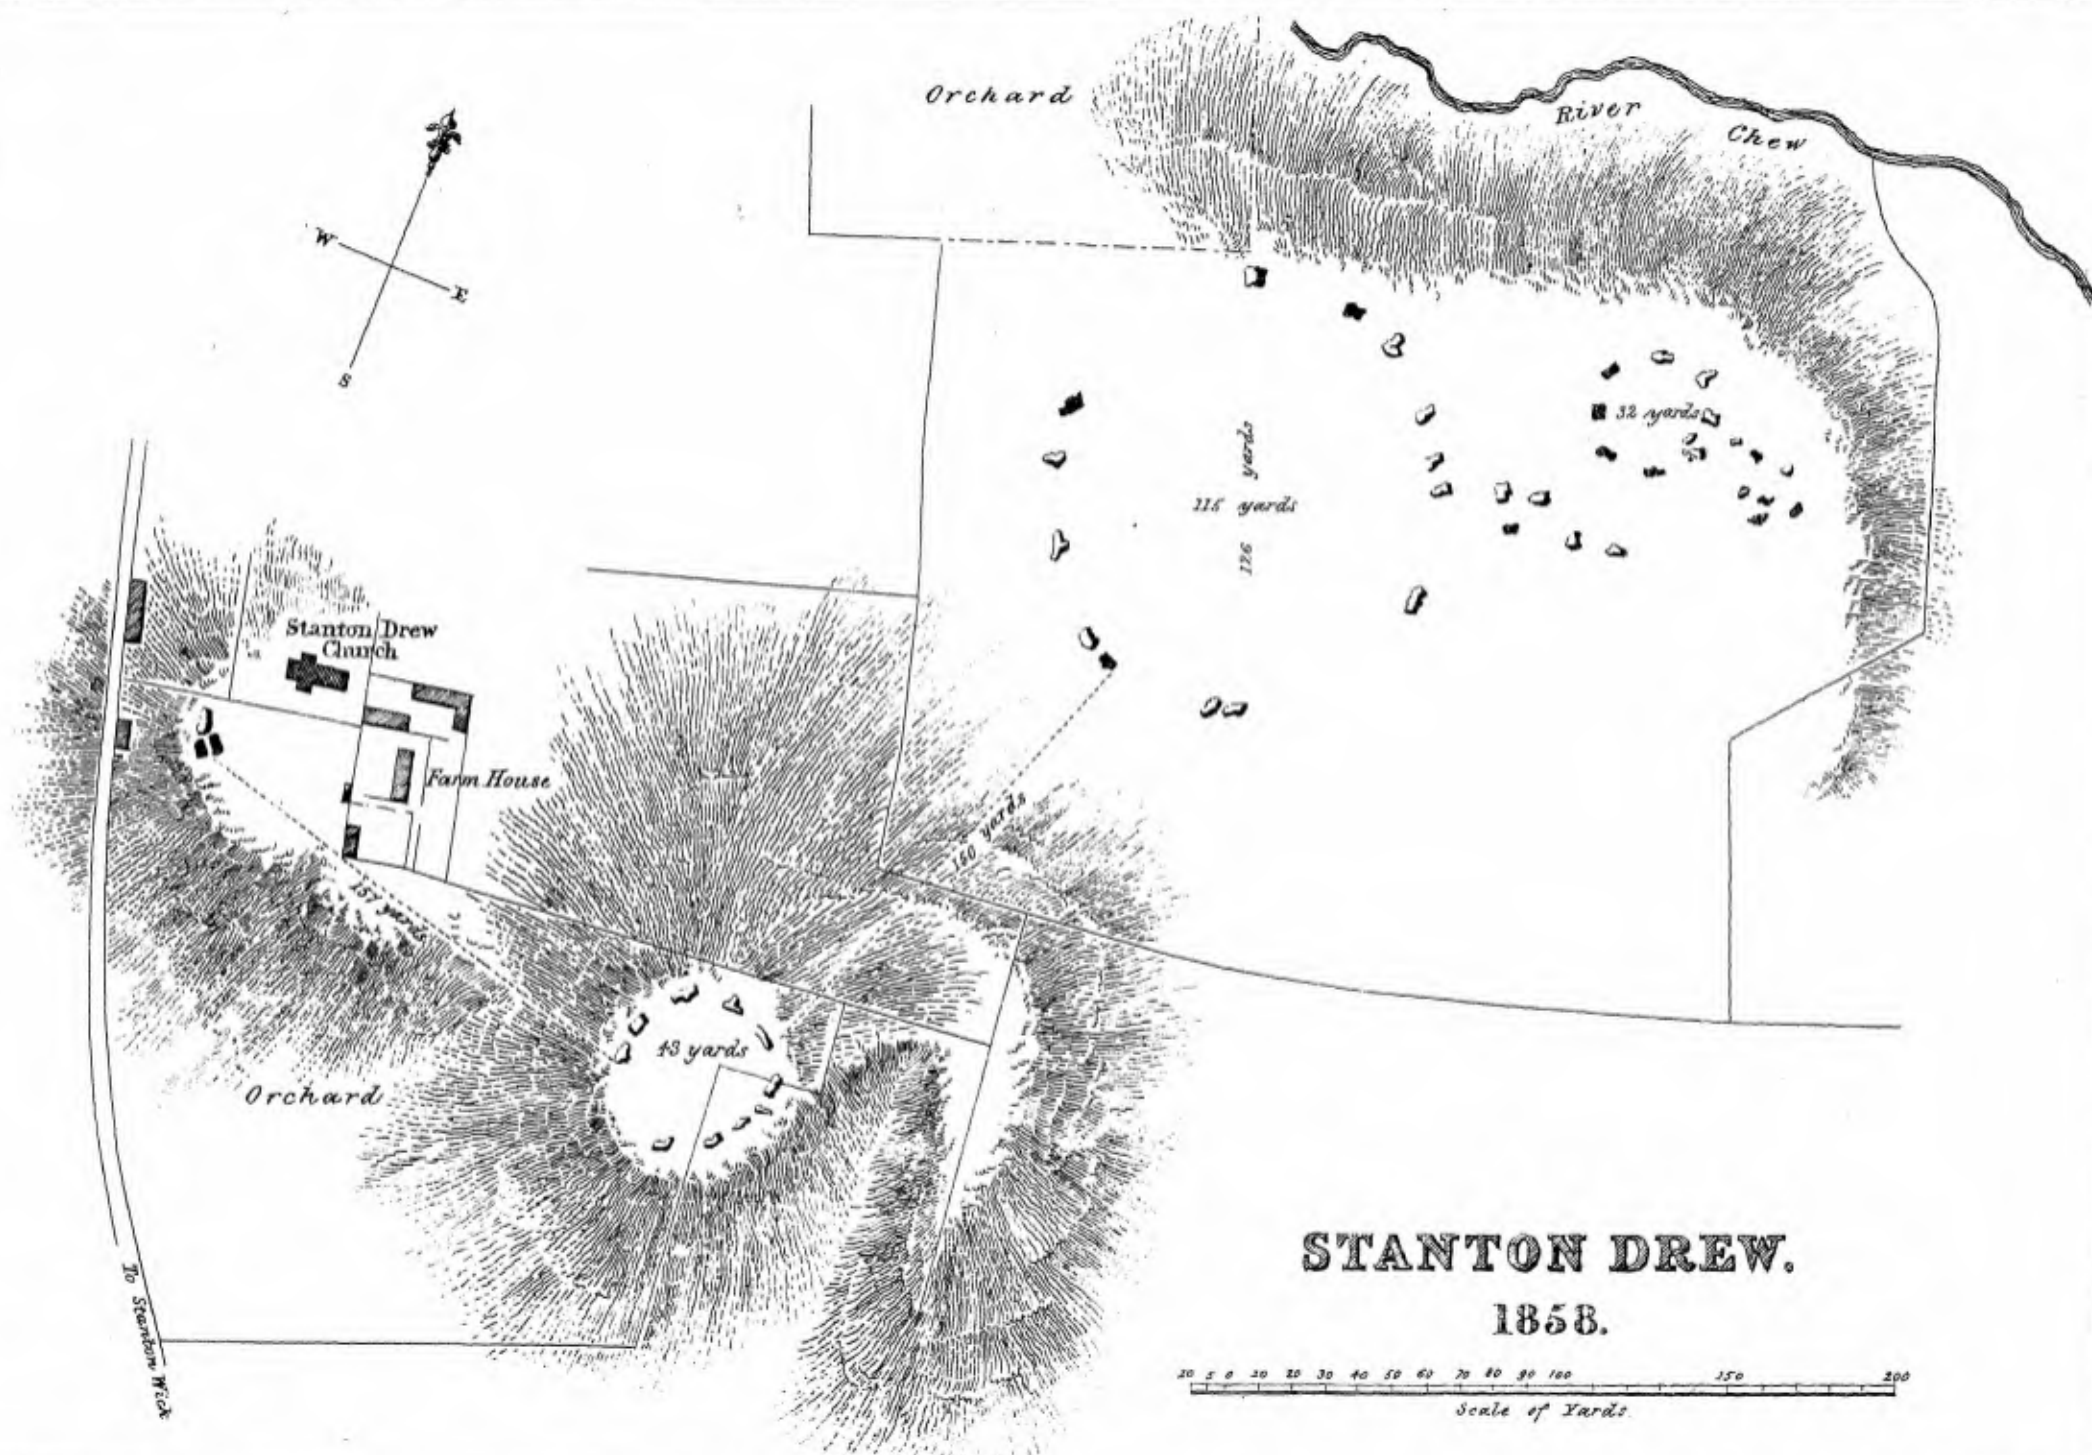 Orchard
River Chew
W
E
S
32 yards
115 yards
126 yards
Stanton Drew
Church
Farm House
160 yards
157 yards
43 yards
Orchard
To Stanton Wick
STANTON DREW.
1858.
10 5 0 10 20 30 40 50 60 70 80 90 100 150 200
Scale of Yards.